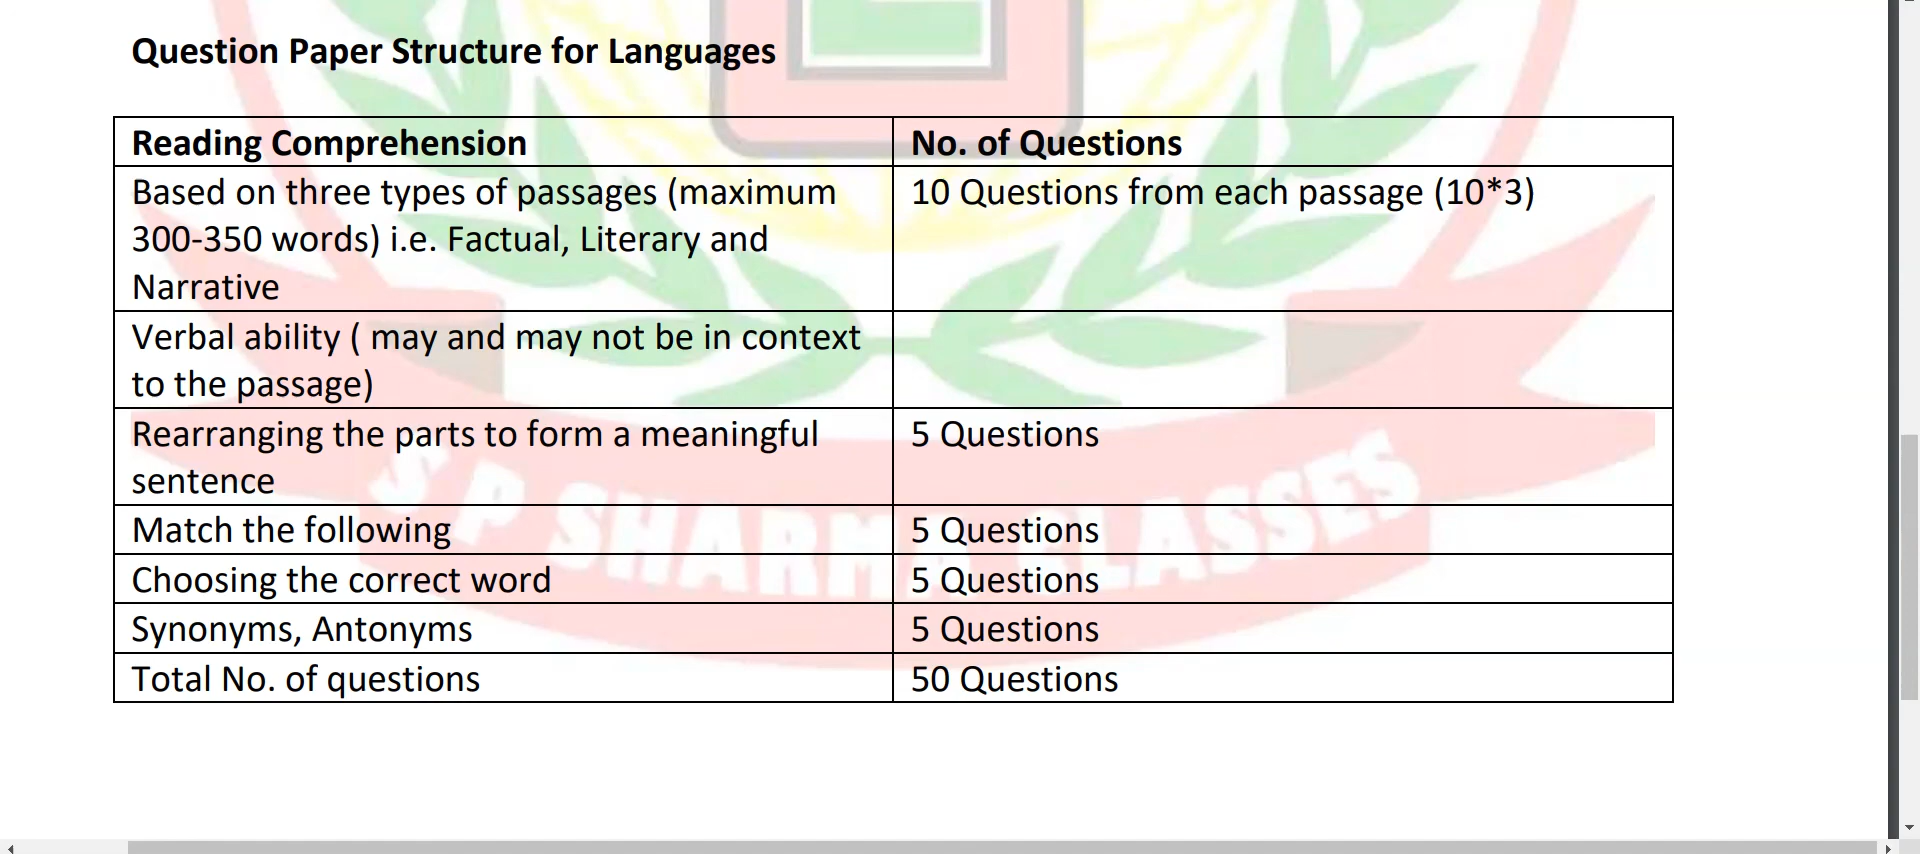 Question Paper Structure for Languages
Reading Comprehension
No. of Questions
Based on three types of passages (maximum
300-350 words) i.e. Factual, Literary and
Narrative
10 Questions from each passage (10*3)
Verbal ability ( may and may not be in context
to the passage)
Rearranging the parts to form a meaningful
sentence
5 Questions
Match the following
5 Questions
Choosing the correct word
5 Questions
Synonyms, Antonyms
5 Questions
Total No. of questions
50 Questions
S P SHARMA CLASSES